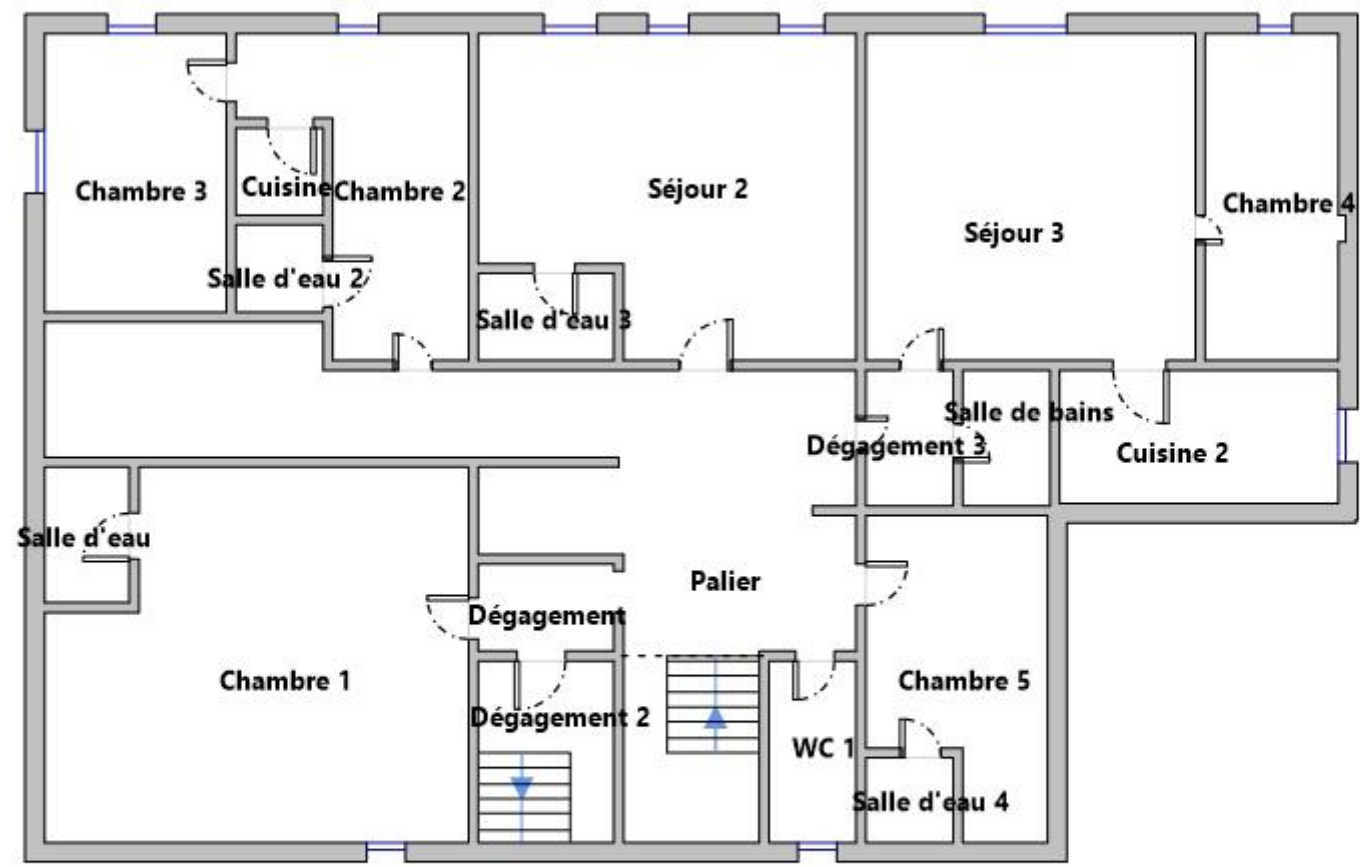 Chambre 3
Cuisine
Chambre 2
Séjour 2
Séjour 3
Chambre 4
Salle d'eau 2
Salle d'eau 3
Salle de bains
Dégagement 3
Cuisine 2
Salle d'eau
Palier
Dégagement
Chambre 1
Chambre 5
Dégagement 2
WC 1
Salle d'eau 4